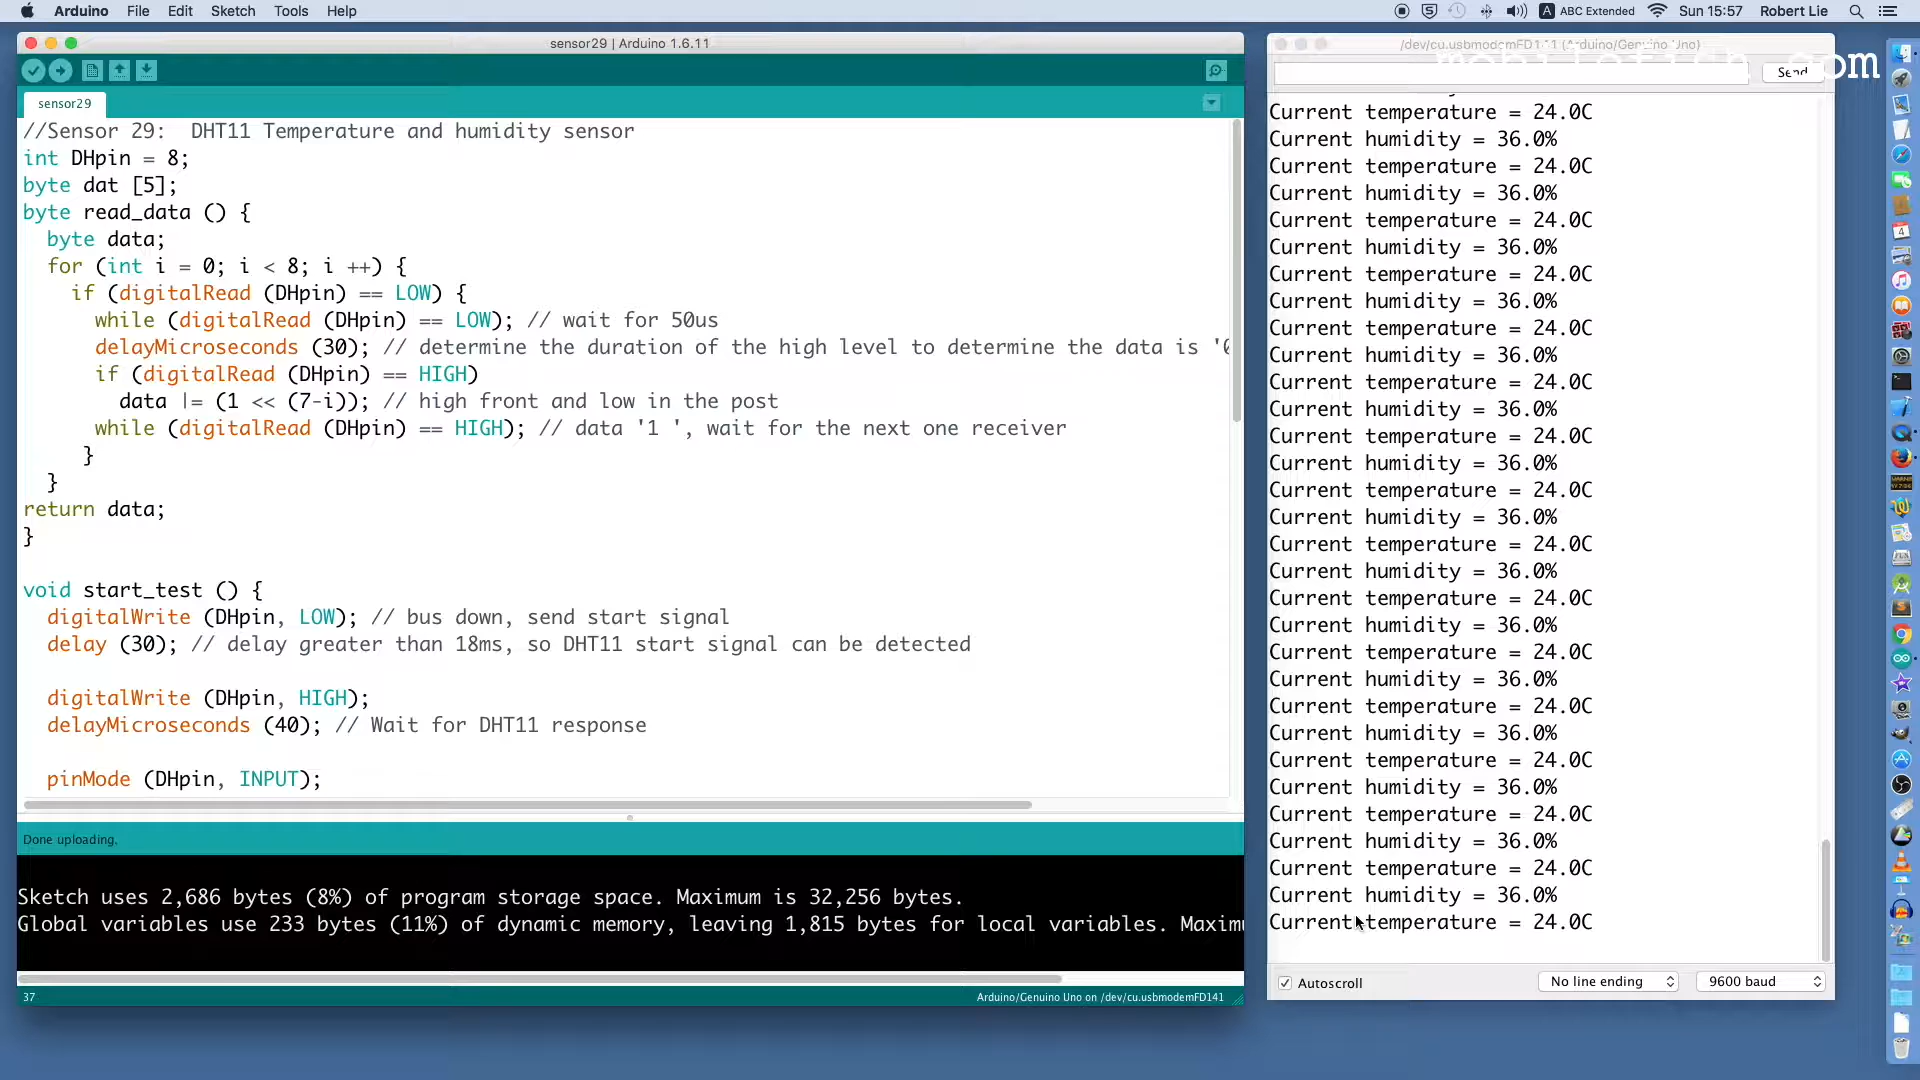 Arduino File Edit Sketch Tools Help
ABC Extended Sun 15:57 Robert Lie
sensor29 | Arduino 1.6.11
sensor29
//Sensor 29:  DHT11 Temperature and humidity sensor
int DHpin = 8;
byte dat [5];
byte read_data () {
  byte data;
  for (int i = 0; i < 8; i ++) {
    if (digitalRead (DHpin) == LOW) {
      while (digitalRead (DHpin) == LOW); // wait for 50us
      delayMicroseconds (30); // determine the duration of the high level to determine the data is '0
      if (digitalRead (DHpin) == HIGH)
        data |= (1 << (7-i)); // high front and low in the post
      while (digitalRead (DHpin) == HIGH); // data '1 ', wait for the next one receiver
     }
  }
return data;
}
void start_test () {
  digitalWrite (DHpin, LOW); // bus down, send start signal
  delay (30); // delay greater than 18ms, so DHT11 start signal can be detected
  digitalWrite (DHpin, HIGH);
  delayMicroseconds (40); // Wait for DHT11 response
  pinMode (DHpin, INPUT);
Done uploading.
Sketch uses 2,686 bytes (8%) of program storage space. Maximum is 32,256 bytes.
Global variables use 233 bytes (11%) of dynamic memory, leaving 1,815 bytes for local variables. Maxim
37
Arduino/Genuino Uno on /dev/cu.usbmodemFD141
/dev/cu.usbmodemFD141 (Arduino/Genuino Uno)
Send
Current temperature = 24.0C
Current humidity = 36.0%
Current temperature = 24.0C
Current humidity = 36.0%
Current temperature = 24.0C
Current humidity = 36.0%
Current temperature = 24.0C
Current humidity = 36.0%
Current temperature = 24.0C
Current humidity = 36.0%
Current temperature = 24.0C
Current humidity = 36.0%
Current temperature = 24.0C
Current humidity = 36.0%
Current temperature = 24.0C
Current humidity = 36.0%
Current temperature = 24.0C
Current humidity = 36.0%
Current temperature = 24.0C
Current humidity = 36.0%
Current temperature = 24.0C
Current humidity = 36.0%
Current temperature = 24.0C
Current humidity = 36.0%
Current temperature = 24.0C
Current humidity = 36.0%
Current temperature = 24.0C
Current humidity = 36.0%
Current temperature = 24.0C
Current humidity = 36.0%
Current temperature = 24.0C
Autoscroll
No line ending
9600 baud